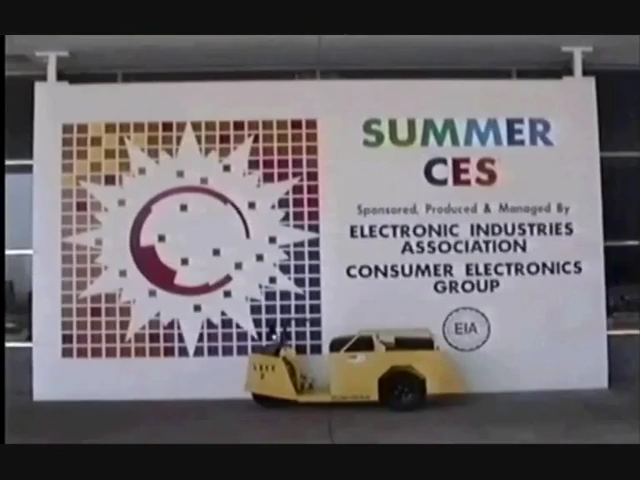 SUMMER
CES
Sponsored, Produced & Managed By
ELECTRONIC INDUSTRIES
ASSOCIATION
CONSUMER ELECTRONICS
GROUP
EIA